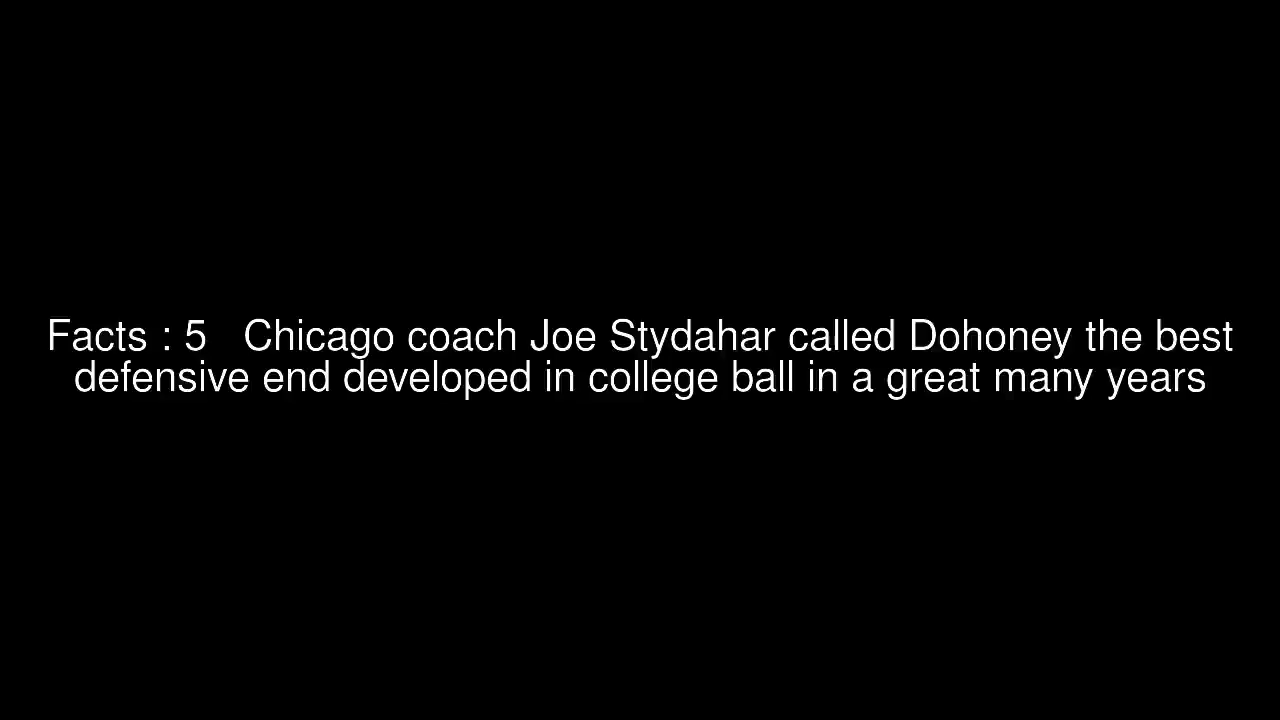 Facts : 5   Chicago coach Joe Stydahar called Dohoney the best
defensive end developed in college ball in a great many years